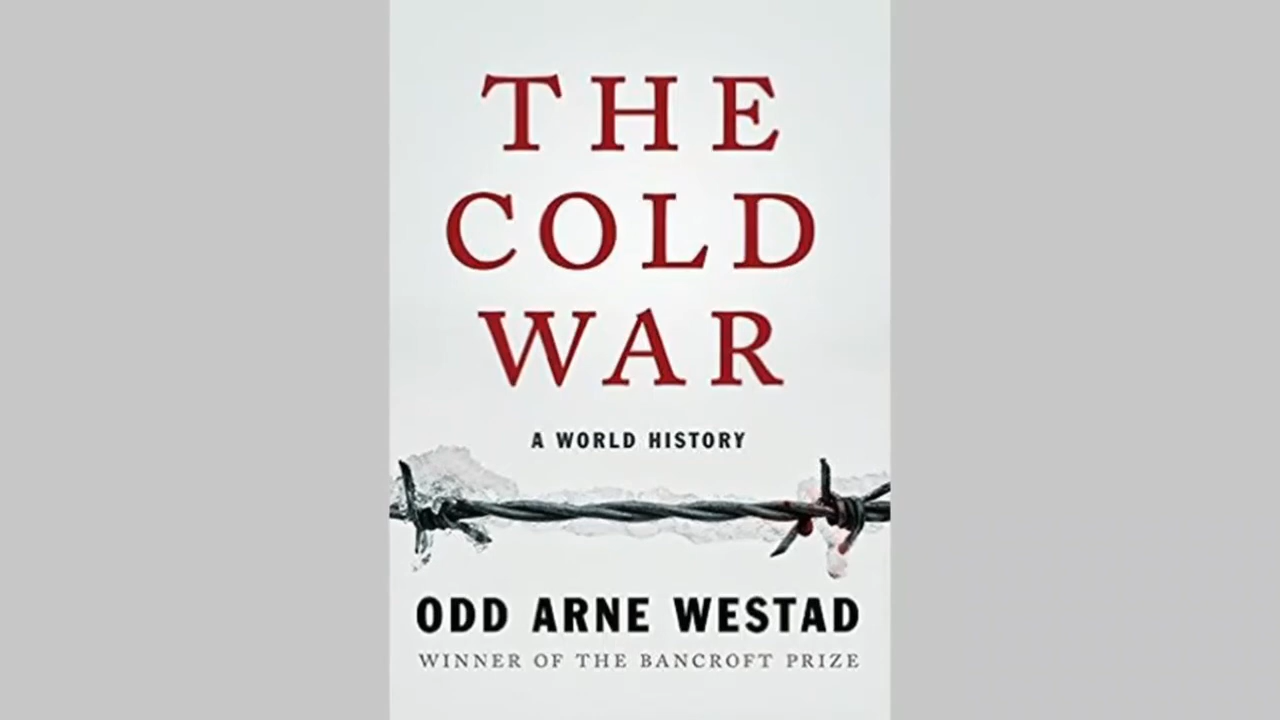 THE
COLD
WAR
A WORLD HISTORY
ODD ARNE WESTAD
WINNER OF THE BANCROFT PRIZE